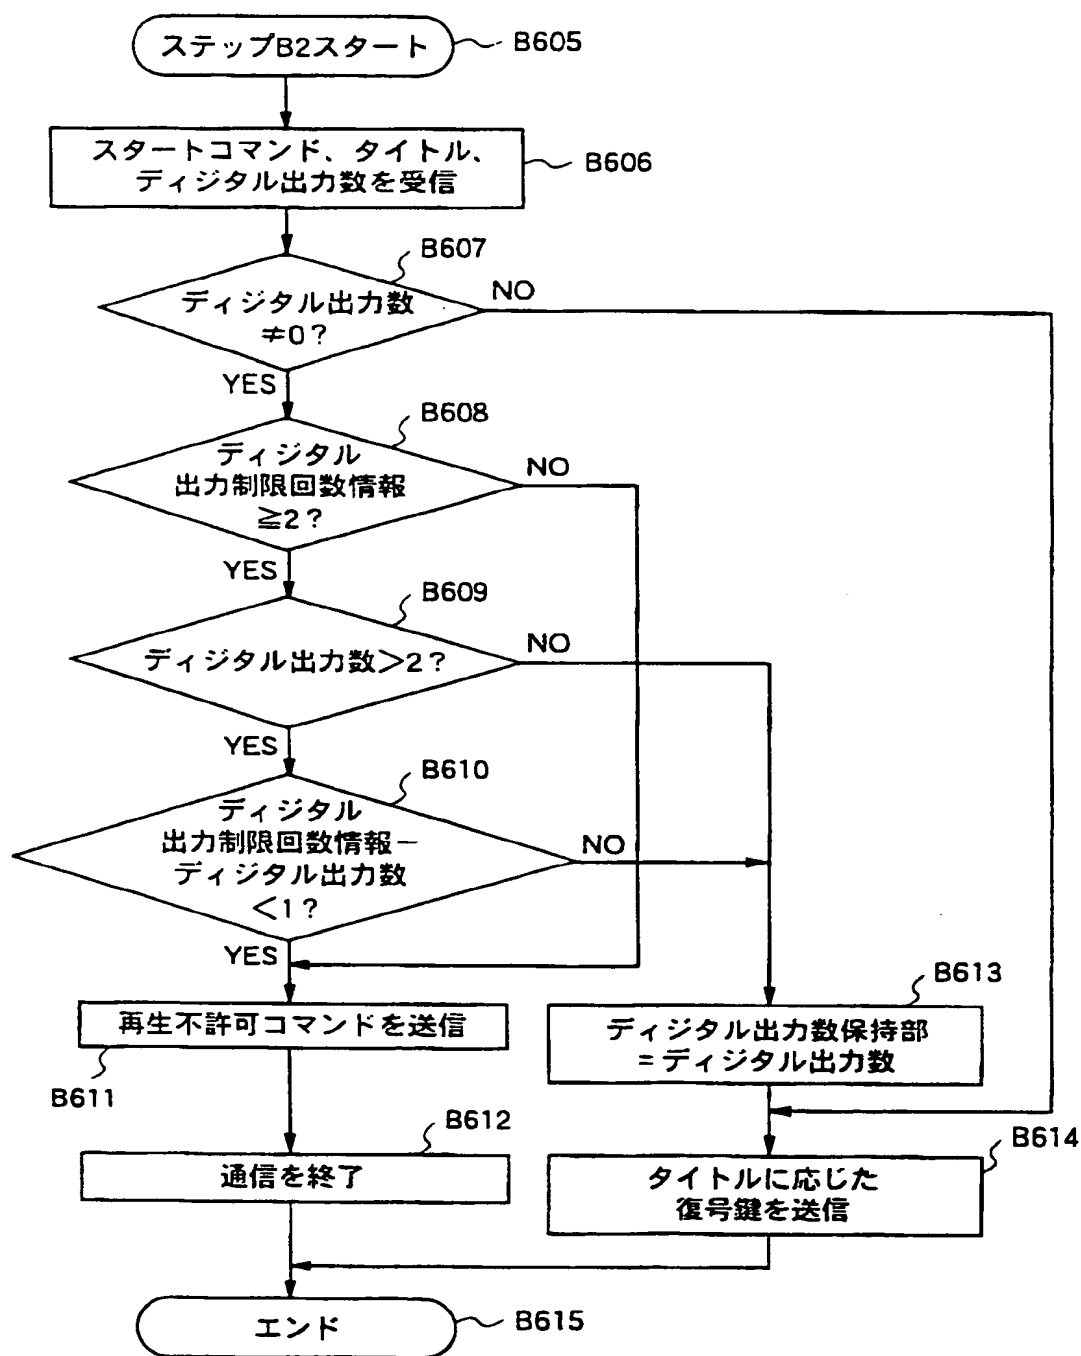 ステップB2スタート
B605
スタートコマンド、タイトル、
ディジタル出力数を受信
B606
B607
ディジタル出力数
≠0?
NO
YES
B608
ディジタル
出力制限回数情報
≧2?
NO
YES
B609
ディジタル出力数>2?
NO
YES
B610
ディジタル
出力制限回数情報-
ディジタル出力数
<1?
NO
YES
再生不許可コマンドを送信
B611
B613
ディジタル出力数保持部
=ディジタル出力数
B612
通信を終了
B614
タイトルに応じた
復号鍵を送信
エンド
B615